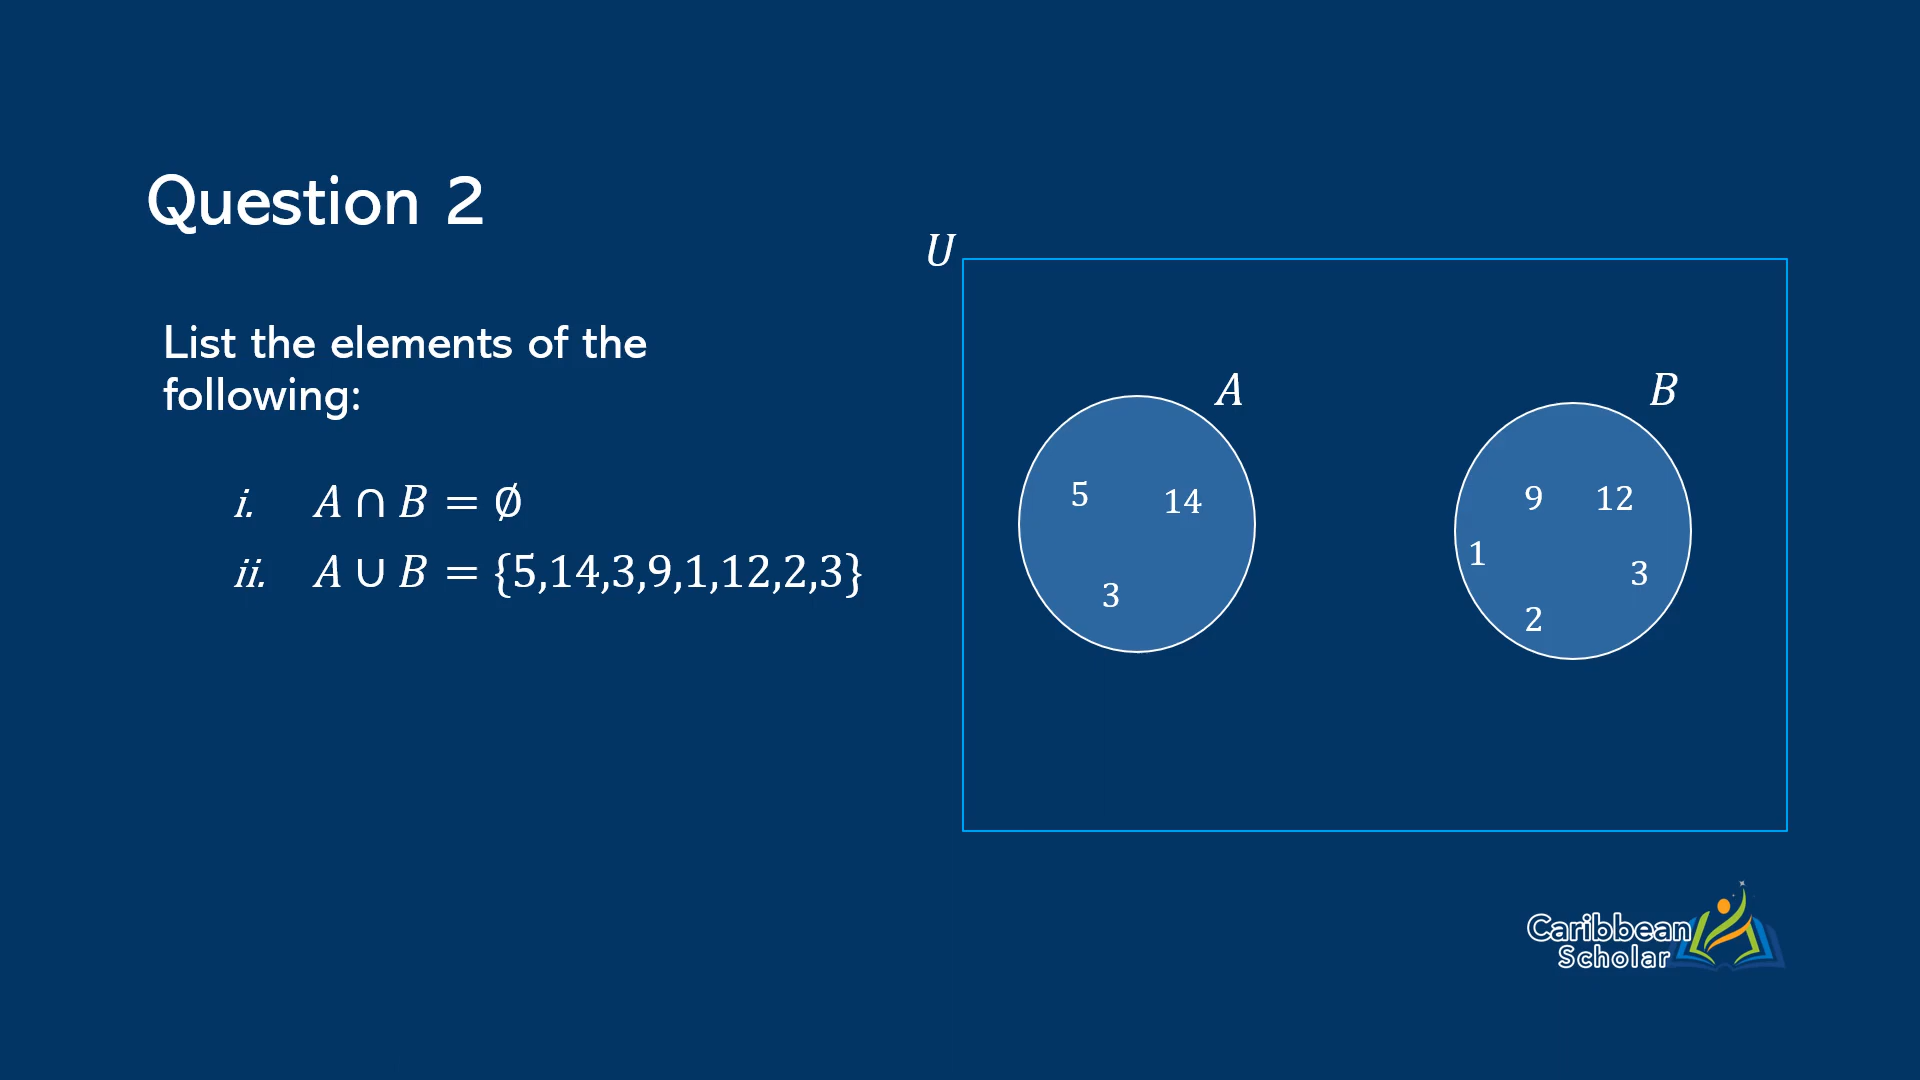 Question 2
List the elements of the
following:
i. A ∩ B = ∅
ii. A ∪ B = {5,14,3,9,1,12,2,3}
U
A
B
5
14
3
9
12
1
3
2
Caribbean
Scholar